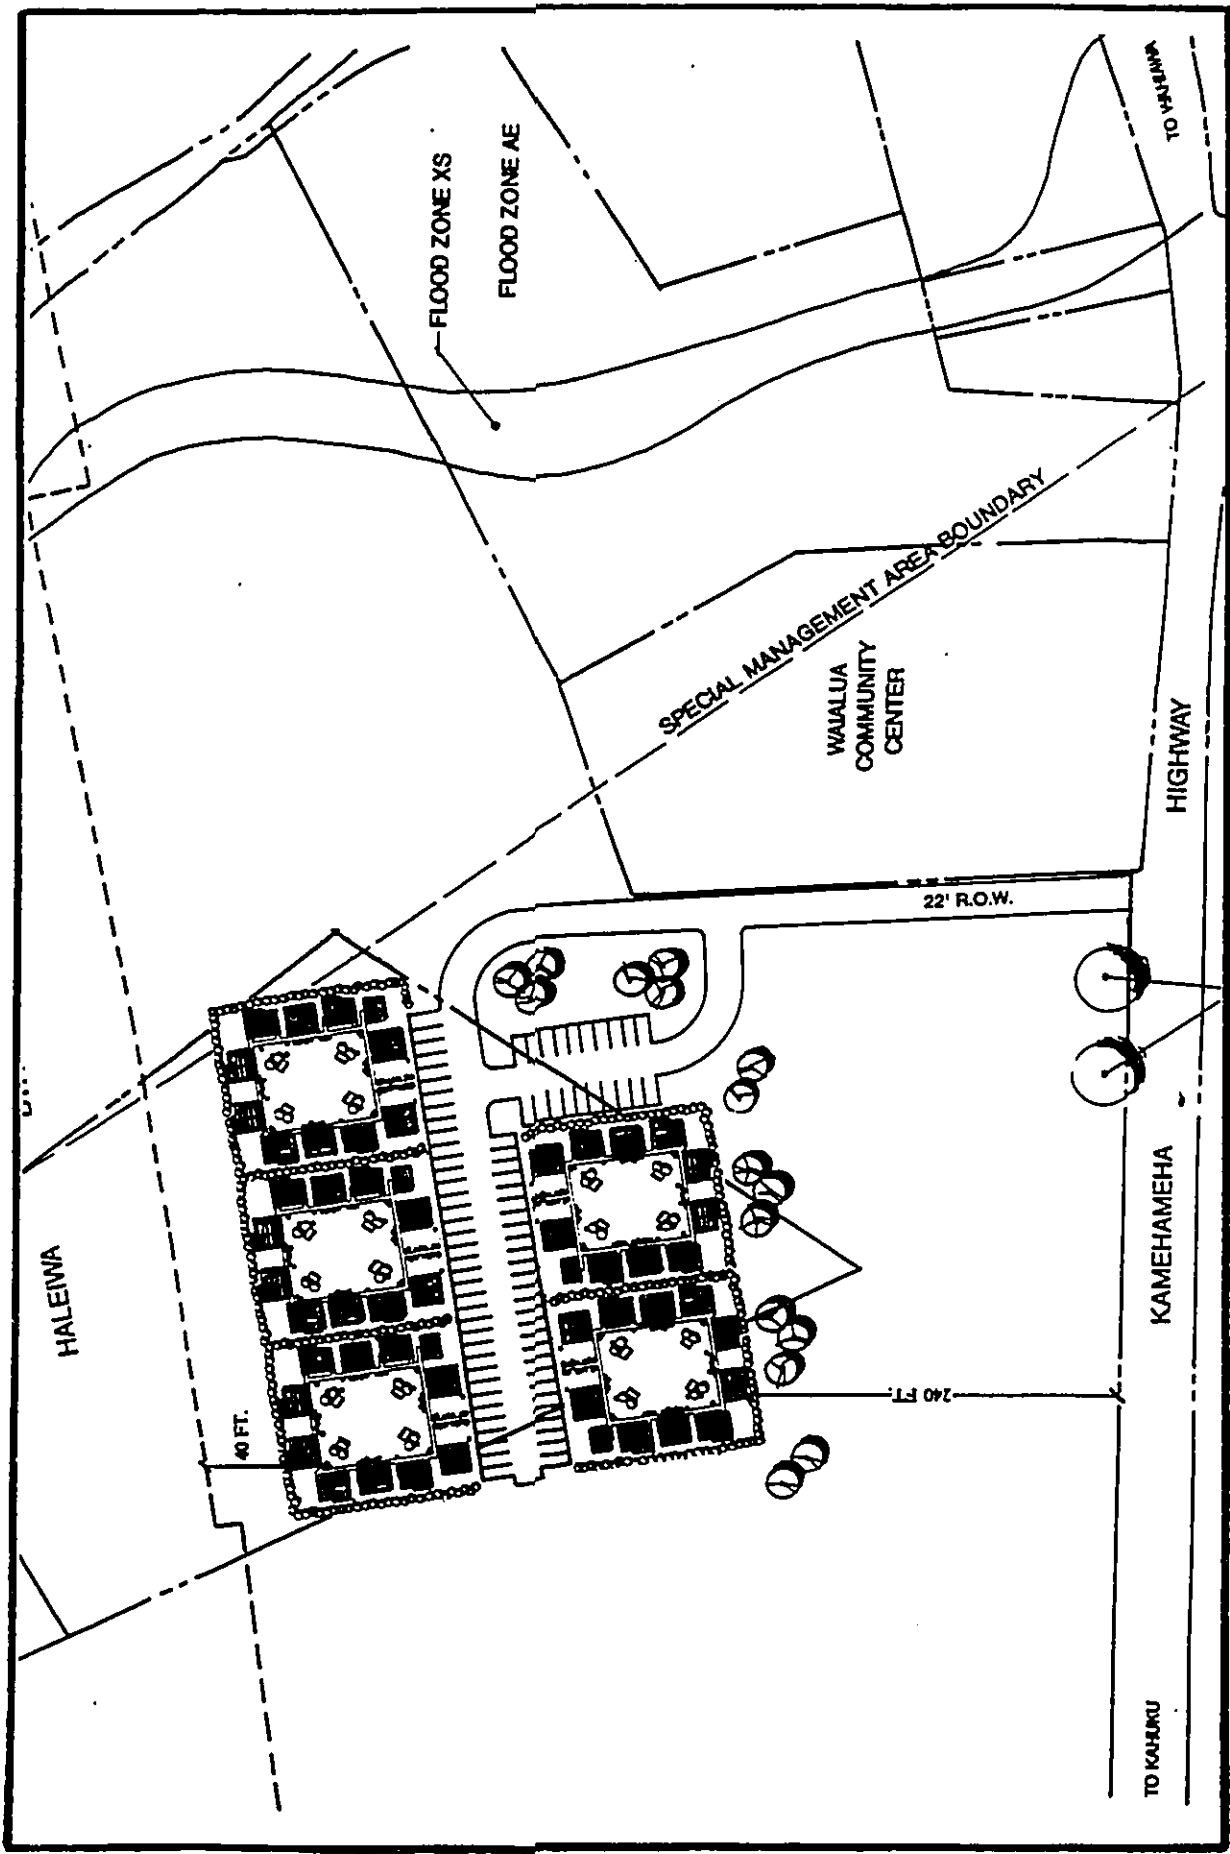 FLOOD ZONE XS
FLOOD ZONE AE
SPECIAL MANAGEMENT AREA BOUNDARY
WAIALUA
COMMUNITY
CENTER
22' R.O.W.
HALEIWA
40 FT.
240 FT.
TO KAHUKU
KAMEHAMEHA
HIGHWAY
TO